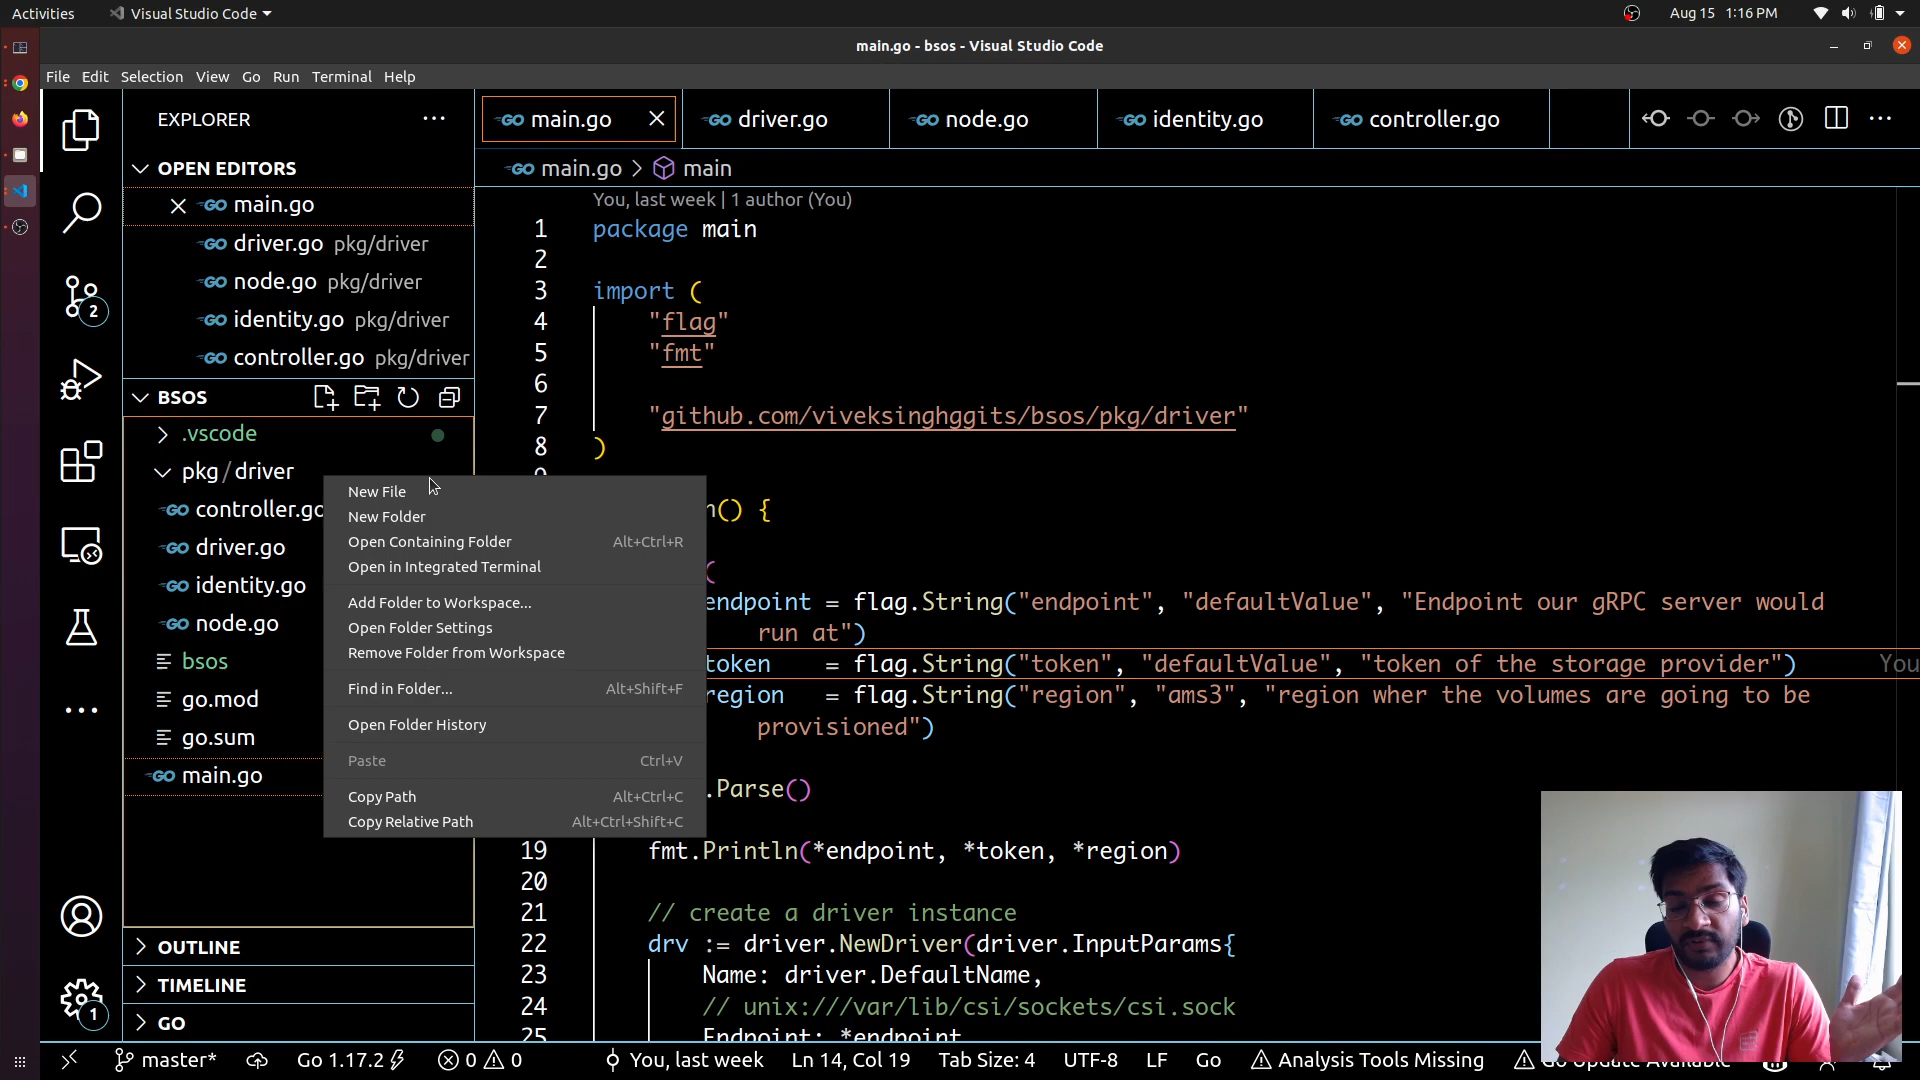 Activities
Visual Studio Code
Aug 15 1:16 PM
main.go - bsos - Visual Studio Code
File Edit Selection View Go Run Terminal Help
EXPLORER
OPEN EDITORS
main.go
driver.go pkg/driver
node.go pkg/driver
identity.go pkg/driver
controller.go pkg/driver
BSOS
.vscode
pkg/driver
controller.go
driver.go
identity.go
node.go
bsos
go.mod
go.sum
main.go
OUTLINE
TIMELINE
GO
2
1
New File
New Folder
Open Containing Folder Alt+Ctrl+R
Open in Integrated Terminal
Add Folder to Workspace...
Open Folder Settings
Remove Folder from Workspace
Find in Folder... Alt+Shift+F
Open Folder History
Paste Ctrl+V
Copy Path Alt+Ctrl+C
Copy Relative Path Alt+Ctrl+Shift+C
main.go driver.go node.go identity.go controller.go
main.go > main
You, last week | 1 author (You)
1 package main
2
3 import (
4 "flag"
5 "fmt"
6
7 "github.com/viveksinghggits/bsos/pkg/driver"
8 )
() {
(
endpoint = flag.String("endpoint", "defaultValue", "Endpoint our gRPC server would
run at")
token = flag.String("token", "defaultValue", "token of the storage provider") You
region = flag.String("region", "ams3", "region wher the volumes are going to be
provisioned")
.Parse()
19 fmt.Println(*endpoint, *token, *region)
20
21 // create a driver instance
22 drv := driver.NewDriver(driver.InputParams{
23 Name: driver.DefaultName,
24 // unix:///var/lib/csi/sockets/csi.sock
25 Endpoint: *endpoint,
master* Go 1.17.2 0 0 You, last week Ln 14, Col 19 Tab Size: 4 UTF-8 LF Go Analysis Tools Missing Go Update Available